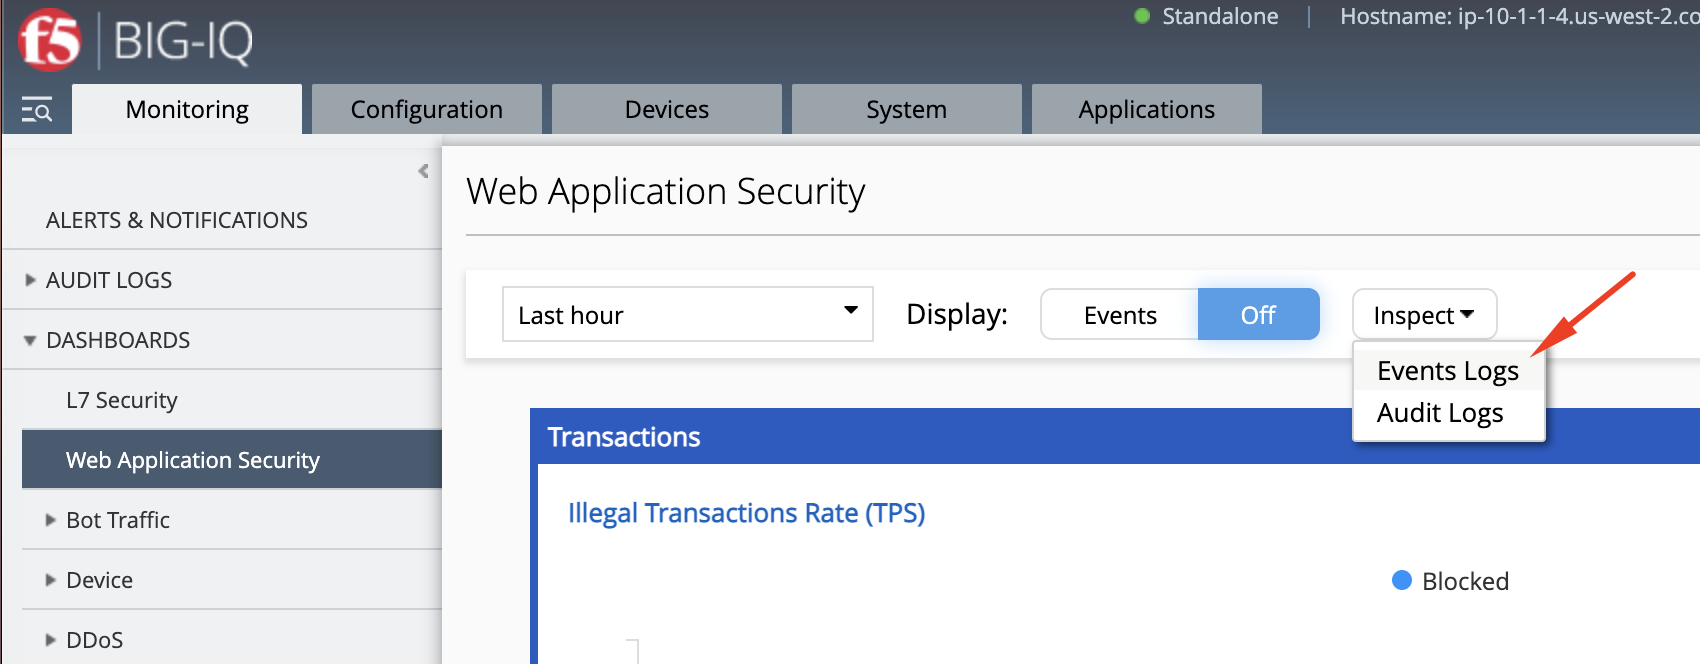 f5 BIG-IQ
Standalone
Hostname: ip-10-1-1-4.us-west-2.co
Monitoring
Configuration
Devices
System
Applications
ALERTS & NOTIFICATIONS
AUDIT LOGS
DASHBOARDS
L7 Security
Web Application Security
Bot Traffic
Device
DDoS
Web Application Security
Last hour
Display:
Events
Off
Inspect
Events Logs
Audit Logs
Transactions
Illegal Transactions Rate (TPS)
Blocked